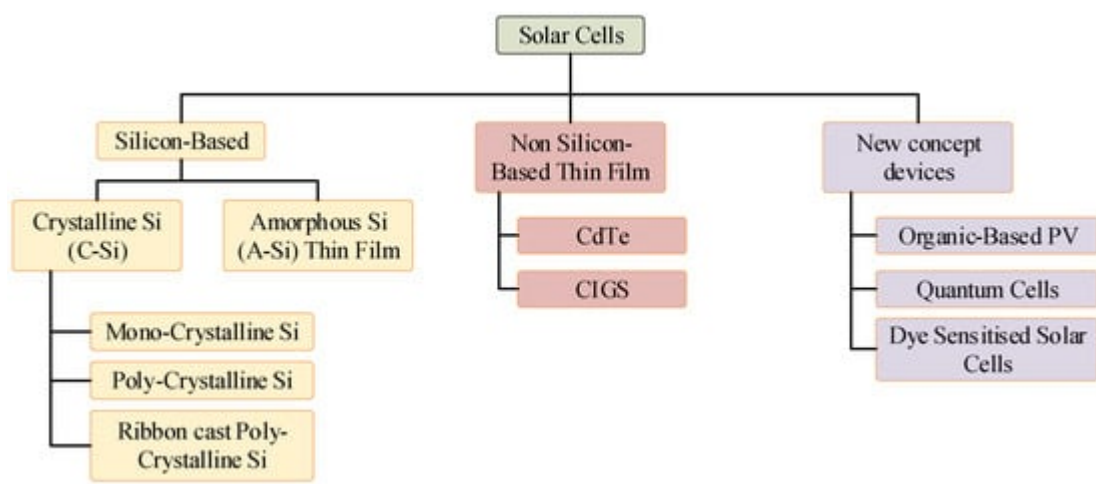 Solar Cells
Silicon-Based
Non Silicon-
Based Thin Film
New concept
devices
Crystalline Si
(C-Si)
Amorphous Si
(A-Si) Thin Film
CdTe
CIGS
Organic-Based PV
Quantum Cells
Dye Sensitised Solar
Cells
Mono-Crystalline Si
Poly-Crystalline Si
Ribbon cast Poly-
Crystalline Si